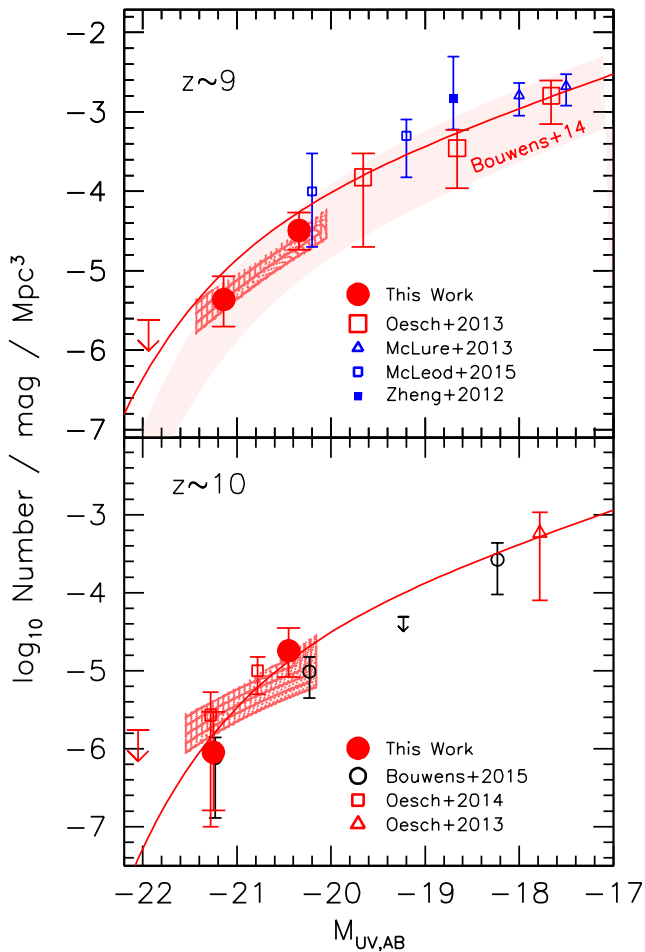 −2
−3
−4
−5
−6
−7
z~9
Bouwens+14
This Work
Oesch+2013
McLure+2013
McLeod+2015
Zheng+2012
log10 Number / mag / Mpc3
−3
−4
−5
−6
−7
z~10
This Work
Bouwens+2015
Oesch+2014
Oesch+2013
−22 −21 −20 −19 −18 −17
MUV,AB